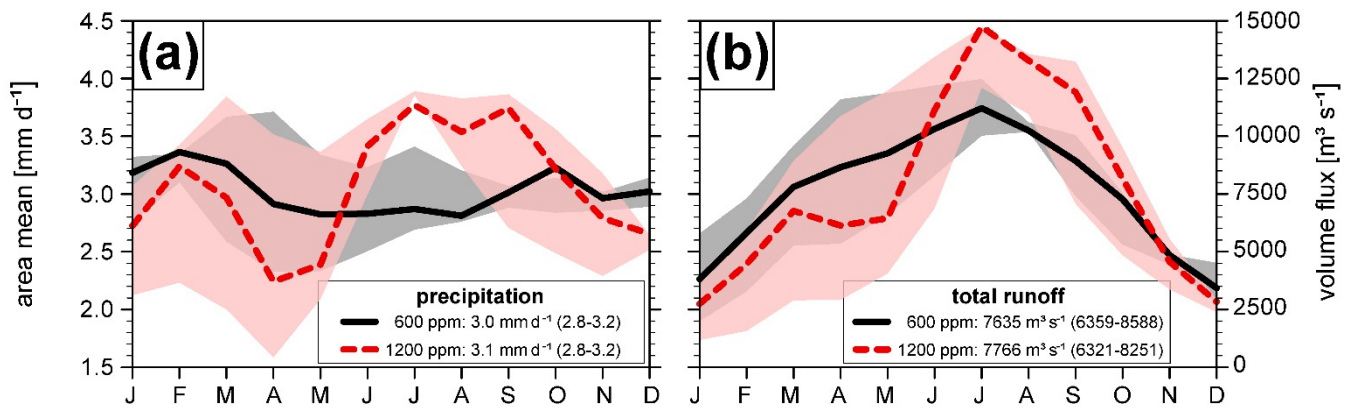 (a)
area mean [mm d⁻¹]
4.5
4.0
3.5
3.0
2.5
2.0
1.5
precipitation
600 ppm: 3.0 mm d⁻¹ (2.8-3.2)
1200 ppm: 3.1 mm d⁻¹ (2.8-3.2)
J F M A M J J A S O N D
(b)
total runoff
600 ppm: 7635 m³ s⁻¹ (6359-8588)
1200 ppm: 7766 m³ s⁻¹ (6321-8251)
J F M A M J J A S O N D
15000
12500
10000
7500
5000
2500
0
volume flux [m³ s⁻¹]